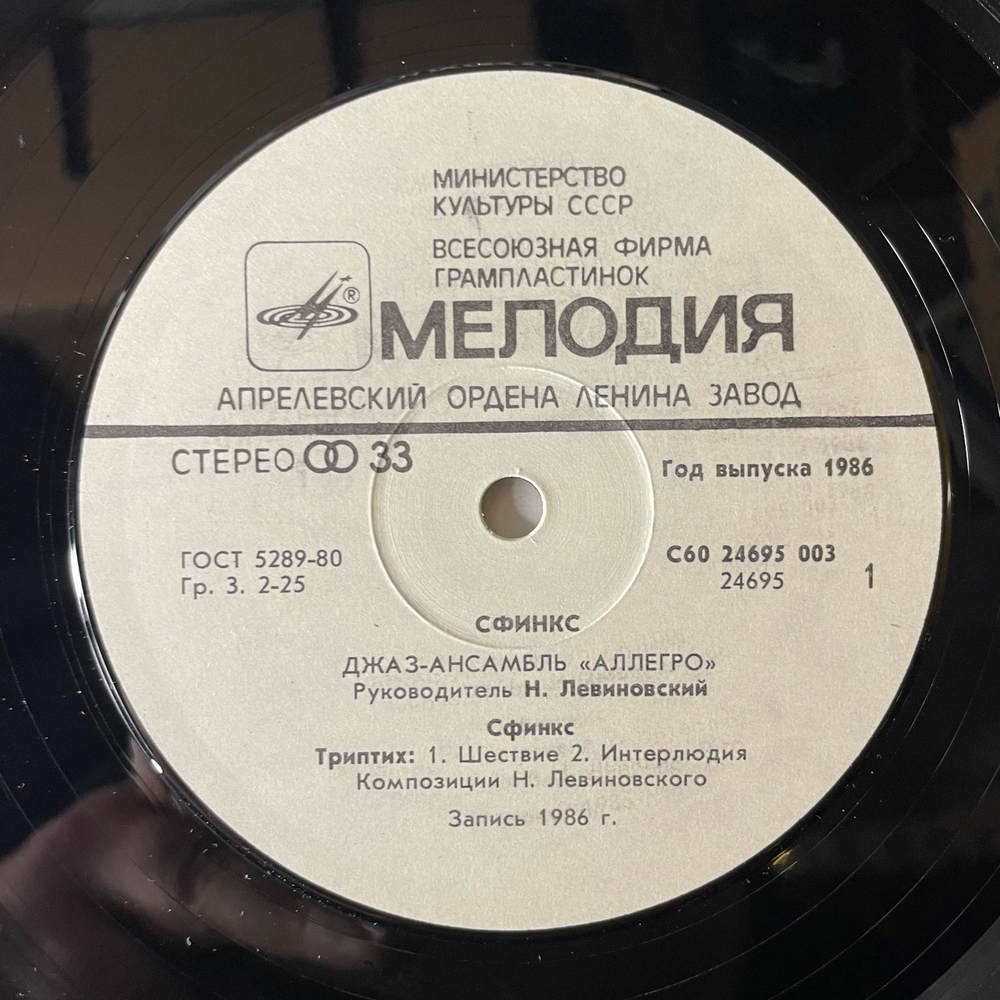 МИНИСТЕРСТВО
КУЛЬТУРЫ СССР
ВСЕСОЮЗНАЯ ФИРМА
ГРАМПЛАСТИНОК
®
МЕЛОДИЯ
АПРЕЛЕВСКИЙ ОРДЕНА ЛЕНИНА ЗАВОД
СТЕРЕО 33
Год выпуска 1986
ГОСТ 5289-80
Гр. 3. 2-25
С60 24695 003
24695 1
СФИНКС
ДЖАЗ-АНСАМБЛЬ «АЛЛЕГРО»
Руководитель Н. Левиновский
Сфинкс
Триптих: 1. Шествие 2. Интерлюдия
Композиции Н. Левиновского
Запись 1986 г.